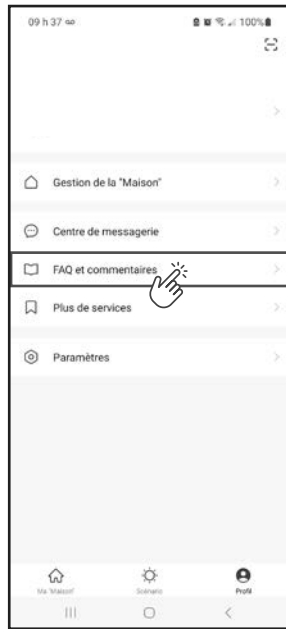 09 h 37
100%
Gestion de la "Maison"
Centre de messagerie
FAQ et commentaires
Plus de services
Paramètres
Ma "Maison" Scénario Profil